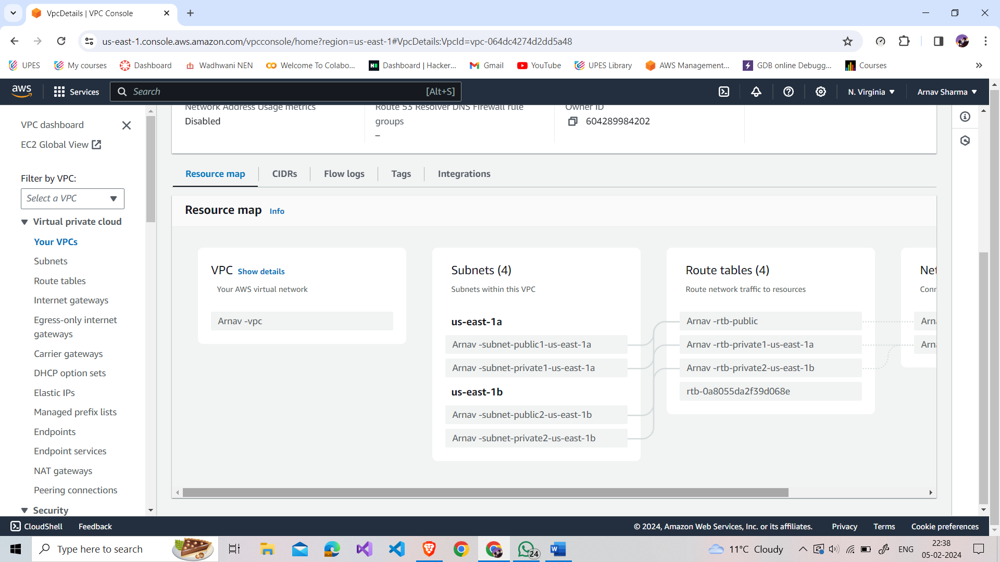 VpcDetails | VPC Console
us-east-1.console.aws.amazon.com/vpcconsole/home?region=us-east-1#VpcDetails:VpcId=vpc-064dc4274d2dd5a48
UPES
My courses
Dashboard
Wadhwani NEN
Welcome To Colabo...
Dashboard | Hacker...
Gmail
YouTube
UPES Library
AWS Management...
GDB online Debugg...
Courses
aws
Services
Search
[Alt+S]
N. Virginia
Arnav Sharma
VPC dashboard
EC2 Global View
Filter by VPC:
Select a VPC
Virtual private cloud
Your VPCs
Subnets
Route tables
Internet gateways
Egress-only internet
gateways
Carrier gateways
DHCP option sets
Elastic IPs
Managed prefix lists
Endpoints
Endpoint services
NAT gateways
Peering connections
Security
Network Address Usage metrics
Disabled
Route 53 Resolver DNS Firewall rule
groups
–
Owner ID
604289984202
Resource map
CIDRs
Flow logs
Tags
Integrations
Resource map Info
VPC Show details
Your AWS virtual network
Arnav -vpc
Subnets (4)
Subnets within this VPC
us-east-1a
Arnav -subnet-public1-us-east-1a
Arnav -subnet-private1-us-east-1a
us-east-1b
Arnav -subnet-public2-us-east-1b
Arnav -subnet-private2-us-east-1b
Route tables (4)
Route network traffic to resources
Arnav -rtb-public
Arnav -rtb-private1-us-east-1a
Arnav -rtb-private2-us-east-1b
rtb-0a8055da2f39d068e
CloudShell
Feedback
© 2024, Amazon Web Services, Inc. or its affiliates.
Privacy
Terms
Cookie preferences
Type here to search
24
11°C Cloudy
ENG
22:38
05-02-2024